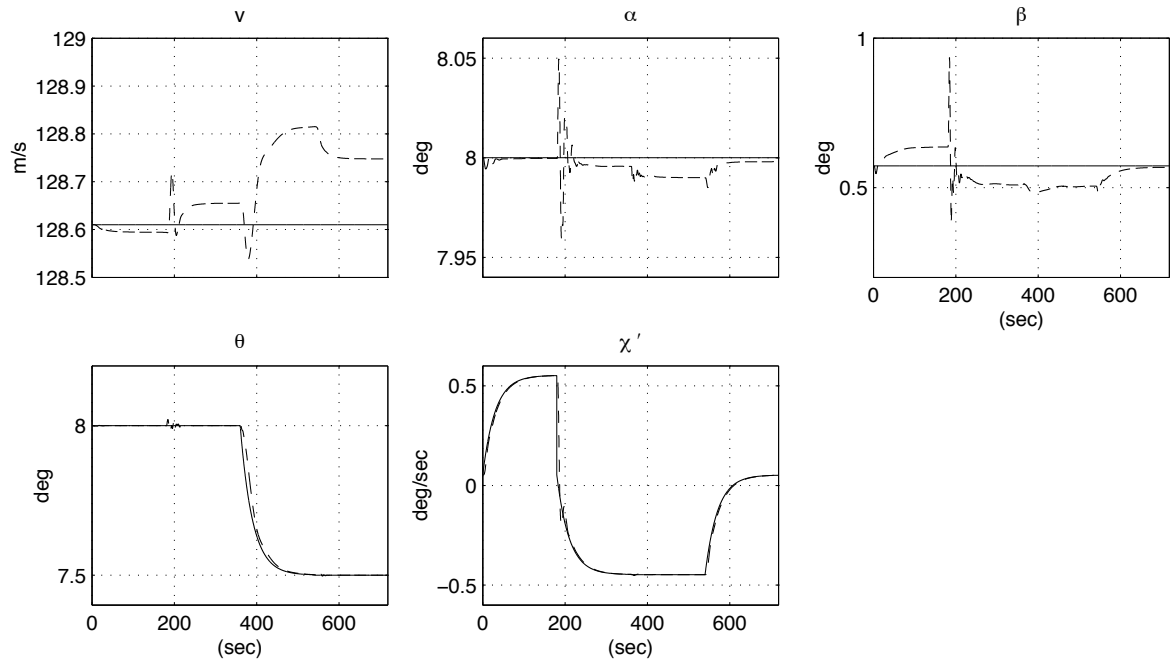 v
129
128.9
128.8
128.7
128.6
128.5
m/s
α
8.05
8
7.95
deg
β
1
0.5
deg
0 200 400 600
(sec)
θ
8
7.5
deg
0 200 400 600
(sec)
χ ′
0.5
0
−0.5
deg/sec
0 200 400 600
(sec)